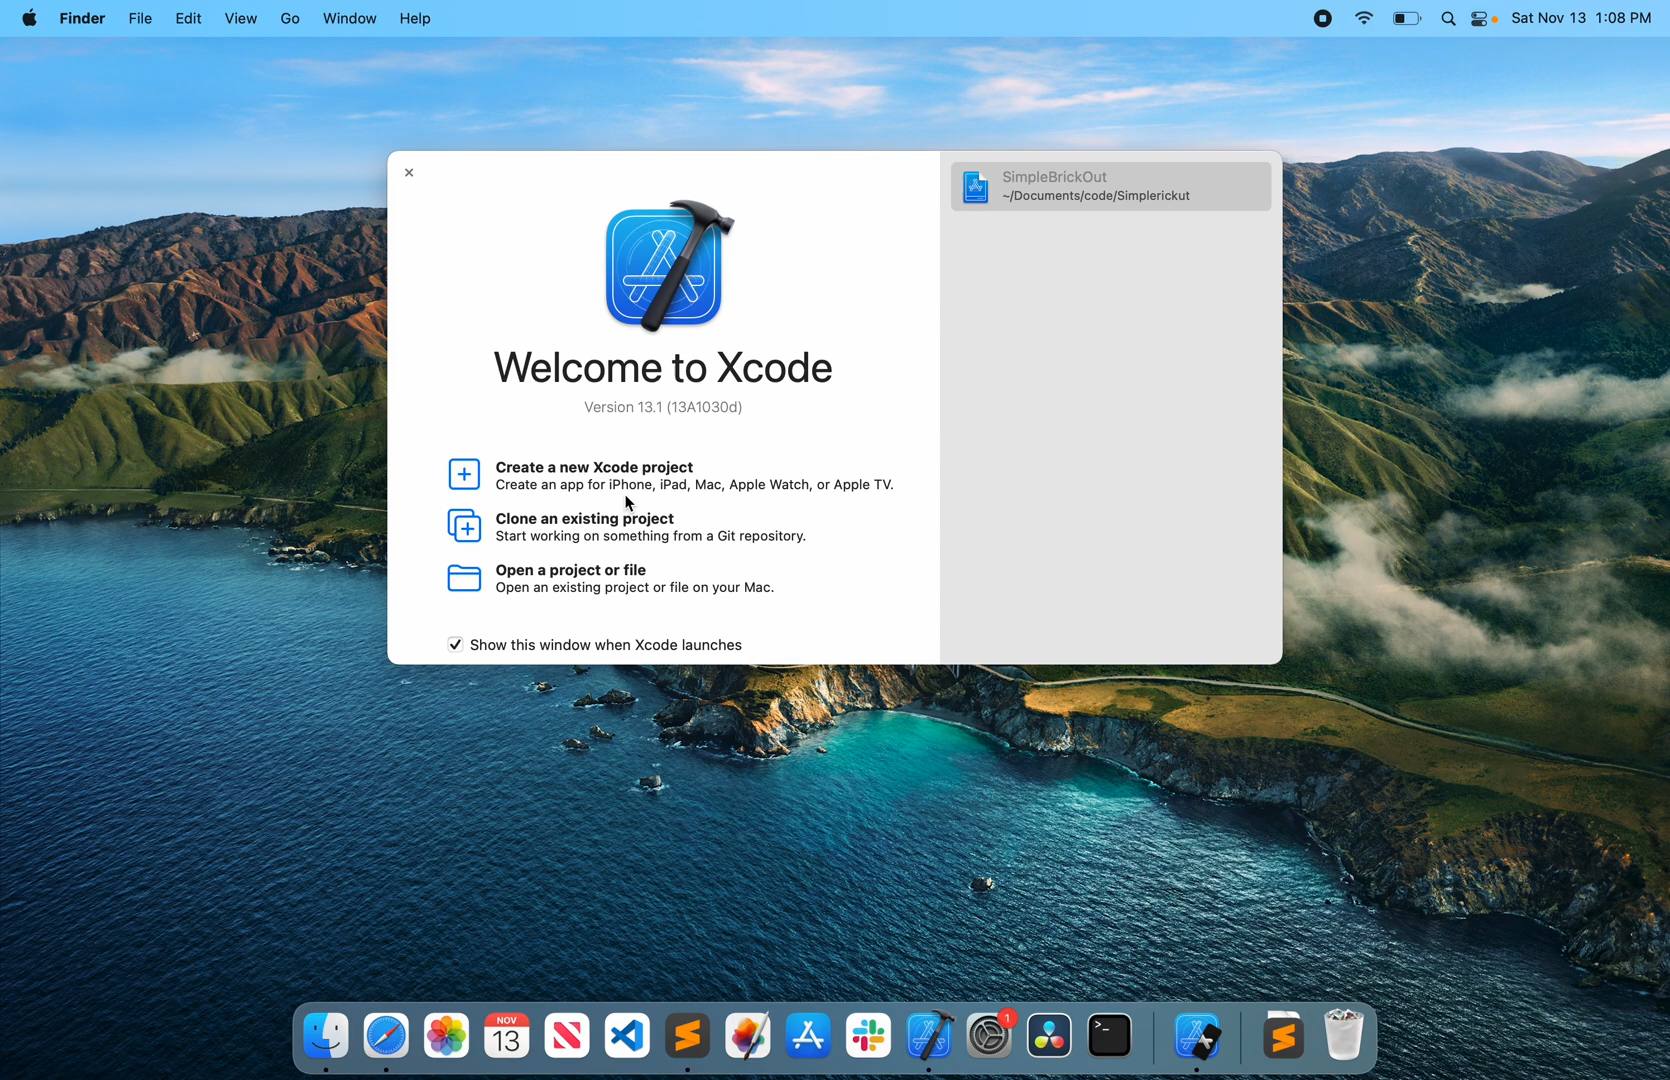 Finder File Edit View Go Window Help Sat Nov 13 1:08 PM
SimpleBrickOut
~/Documents/code/Simplerickut
Welcome to Xcode
Version 13.1 (13A1030d)
Create a new Xcode project
Create an app for iPhone, iPad, Mac, Apple Watch, or Apple TV.
Clone an existing project
Start working on something from a Git repository.
Open a project or file
Open an existing project or file on your Mac.
Show this window when Xcode launches
NOV
13
1
>_